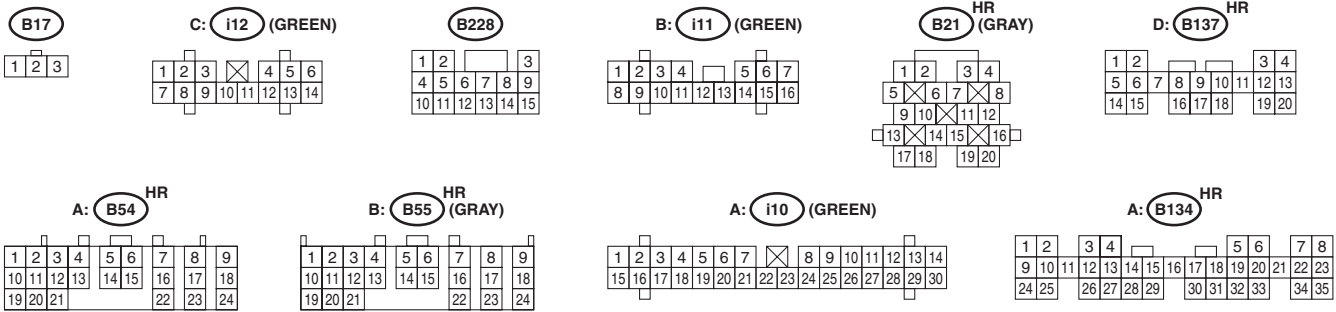 B17
C: i12 (GREEN)
B228
B: i11 (GREEN)
B21 HR (GRAY)
D: B137 HR
1 2 3
1 2 3 4 5 6
7 8 9 10 11 12 13 14
1 2 3
4 5 6 7 8 9
10 11 12 13 14 15
1 2 3 4 5 6 7
8 9 10 11 12 13 14 15 16
1 2 3 4
5 6 7 8
9 10 11 12
13 14 15 16
17 18 19 20
1 2 3 4
5 6 7 8 9 10 11 12 13
14 15 16 17 18 19 20
A: B54 HR
B: B55 HR (GRAY)
A: i10 (GREEN)
A: B134 HR
1 2 3 4 5 6 7 8 9
10 11 12 13 14 15 16 17 18
19 20 21 22 23 24
1 2 3 4 5 6 7 8 9
10 11 12 13 14 15 16 17 18
19 20 21 22 23 24
1 2 3 4 5 6 7 8 9 10 11 12 13 14
15 16 17 18 19 20 21 22 23 24 25 26 27 28 29 30
1 2 3 4 5 6 7 8
9 10 11 12 13 14 15 16 17 18 19 20 21 22 23
24 25 26 27 28 29 30 31 32 33 34 35